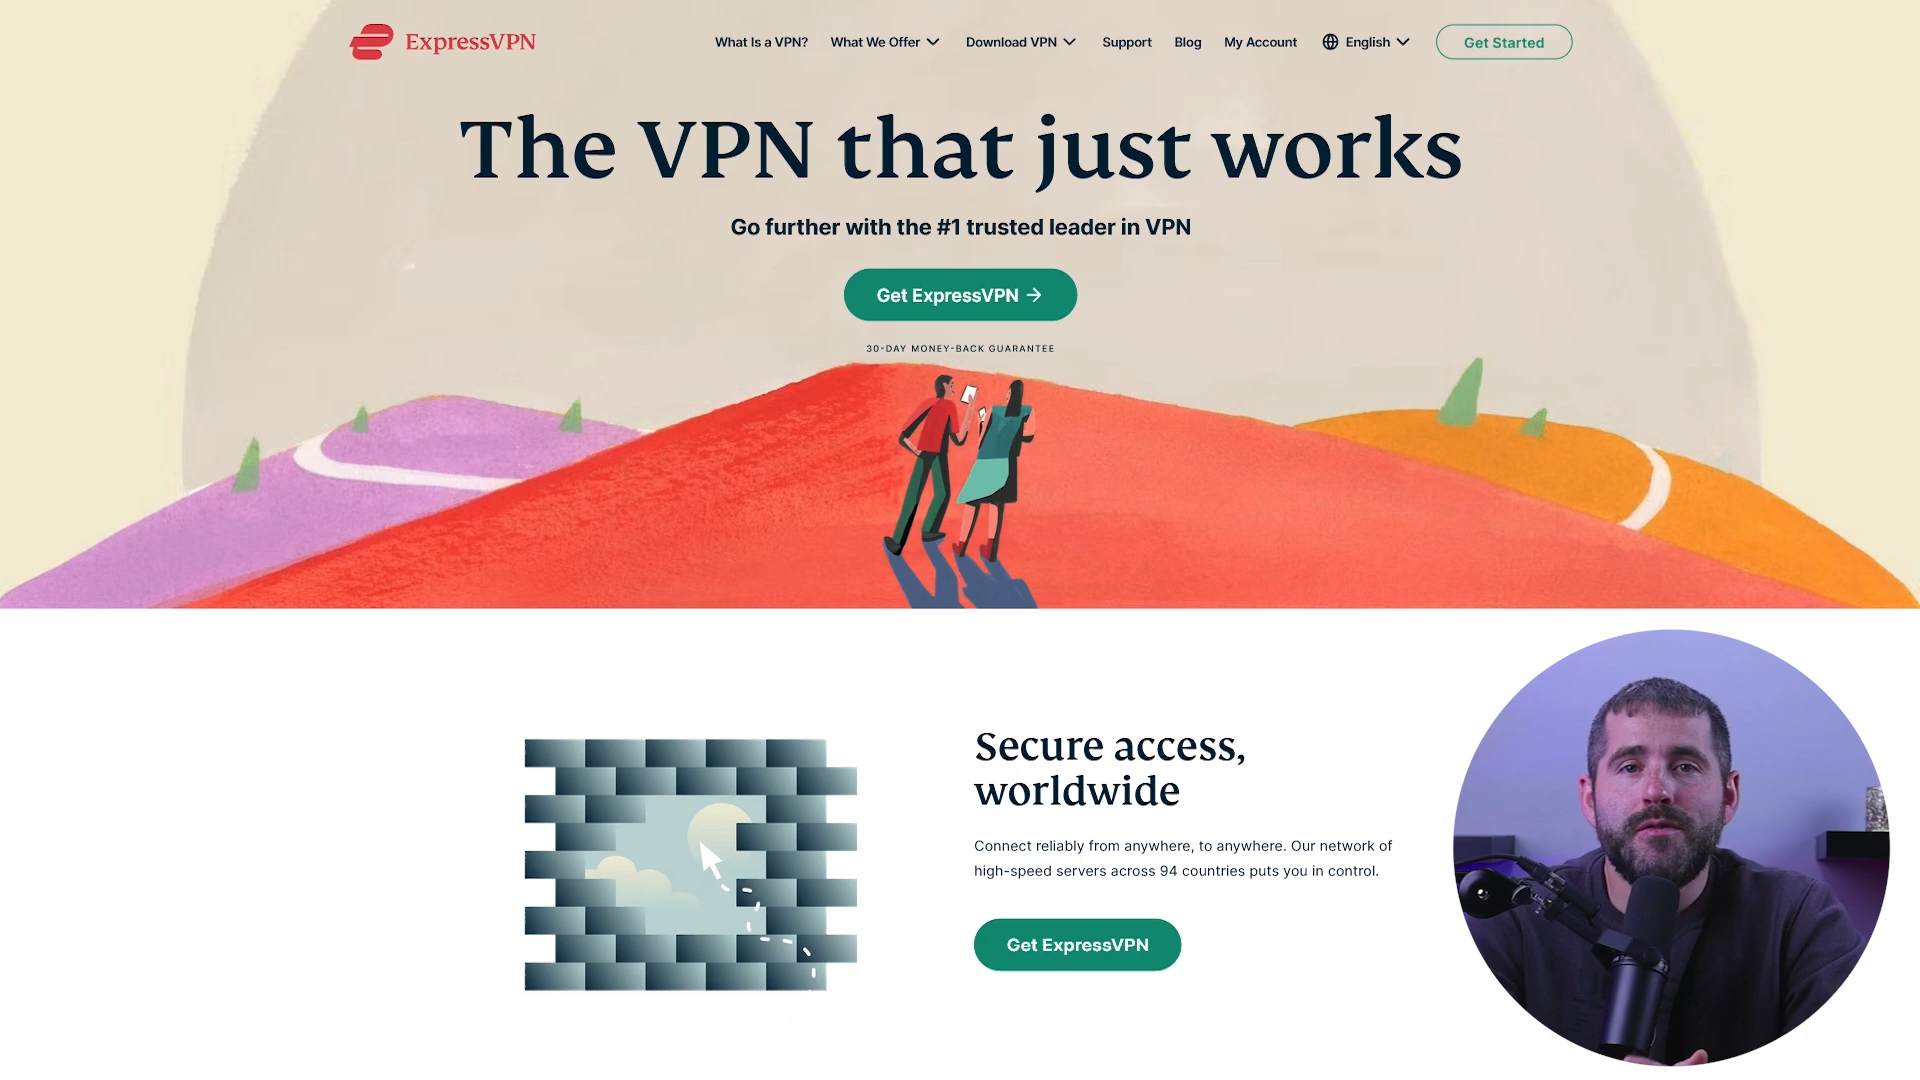 ExpressVPN
What Is a VPN?
What We Offer
Download VPN
Support
Blog
My Account
English
Get Started
The VPN that just works
Go further with the #1 trusted leader in VPN
Get ExpressVPN →
30-DAY MONEY-BACK GUARANTEE
Secure access,
worldwide
Connect reliably from anywhere, to anywhere. Our network of
high-speed servers across 94 countries puts you in control.
Get ExpressVPN